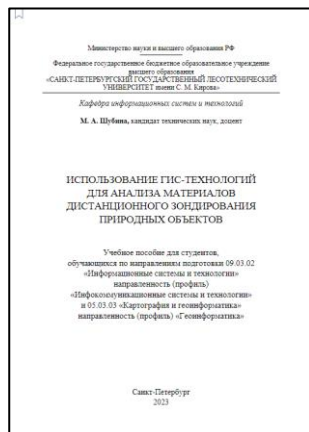 Министерство науки и высшего образования РФ
Федеральное государственное бюджетное образовательное учреждение
высшего образования
«САНКТ-ПЕТЕРБУРГСКИЙ ГОСУДАРСТВЕННЫЙ ЛЕСОТЕХНИЧЕСКИЙ
УНИВЕРСИТЕТ имени С. М. Кирова»
Кафедра информационных систем и технологий
М. А. Шубина, кандидат технических наук, доцент
ИСПОЛЬЗОВАНИЕ ГИС-ТЕХНОЛОГИЙ
ДЛЯ АНАЛИЗА МАТЕРИАЛОВ
ДИСТАНЦИОННОГО ЗОНДИРОВАНИЯ
ПРИРОДНЫХ ОБЪЕКТОВ
Учебное пособие для студентов,
обучающихся по направлениям подготовки 09.03.02
«Информационные системы и технологии»
направленность (профиль)
«Инфокоммуникационные системы и технологии»
и 05.03.03 «Картография и геоинформатика»
направленность (профиль) «Геоинформатика»
Санкт-Петербург
2023